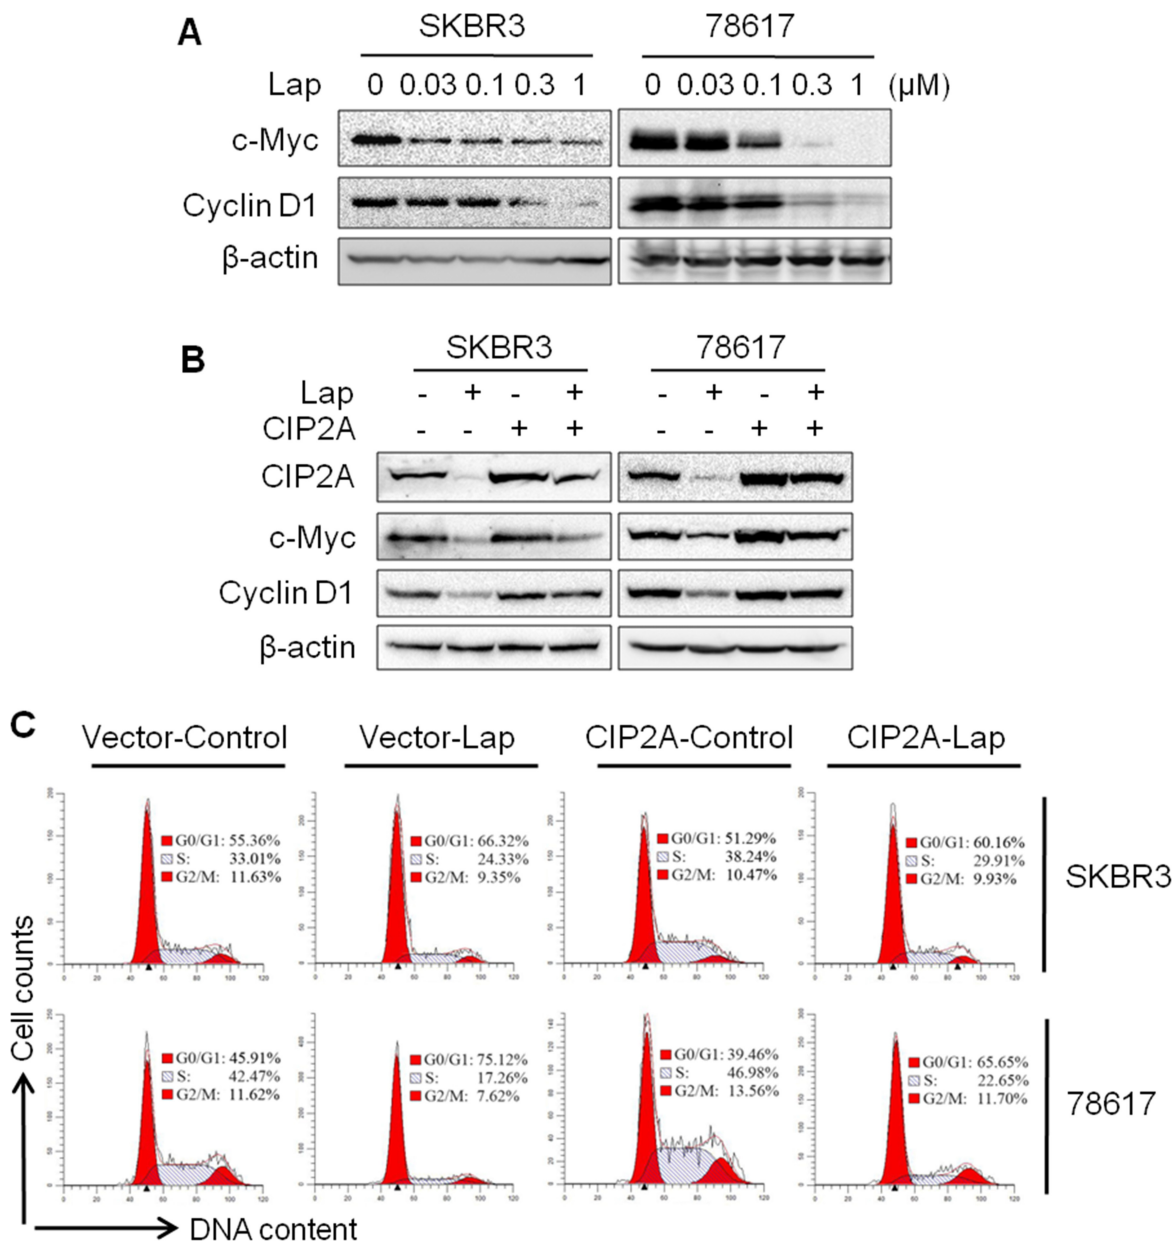 A
SKBR3 78617
Lap 0 0.03 0.1 0.3 1 0 0.03 0.1 0.3 1 (μM)
c-Myc
Cyclin D1
β-actin
B
SKBR3 78617
Lap - + - + - + - +
CIP2A - - + + - - + +
CIP2A
c-Myc
Cyclin D1
β-actin
C
Vector-Control Vector-Lap CIP2A-Control CIP2A-Lap
G0/G1: 55.36%
S: 33.01%
G2/M: 11.63%
G0/G1: 66.32%
S: 24.33%
G2/M: 9.35%
G0/G1: 51.29%
S: 38.24%
G2/M: 10.47%
G0/G1: 60.16%
S: 29.91%
G2/M: 9.93%
SKBR3
G0/G1: 45.91%
S: 42.47%
G2/M: 11.62%
G0/G1: 75.12%
S: 17.26%
G2/M: 7.62%
G0/G1: 39.46%
S: 46.98%
G2/M: 13.56%
G0/G1: 65.65%
S: 22.65%
G2/M: 11.70%
78617
Cell counts
DNA content